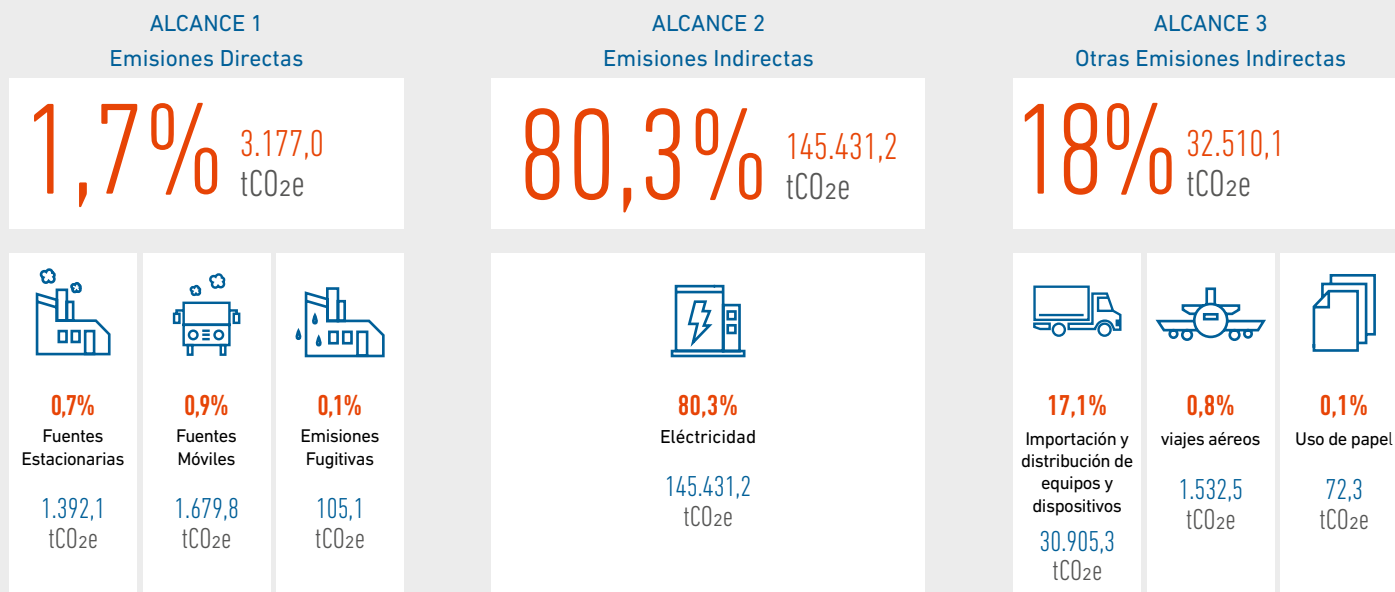 ALCANCE 1
Emisiones Directas
1,7%
3.177,0
tCO₂e
0,7%
Fuentes
Estacionarias
1.392,1
tCO₂e
0,9%
Fuentes
Móviles
1.679,8
tCO₂e
0,1%
Emisiones
Fugitivas
105,1
tCO₂e
ALCANCE 2
Emisiones Indirectas
80,3%
145.431,2
tCO₂e
80,3%
Eléctricidad
145.431,2
tCO₂e
ALCANCE 3
Otras Emisiones Indirectas
18%
32.510,1
tCO₂e
17,1%
Importación y
distribución de
equipos y
dispositivos
30.905,3
tCO₂e
0,8%
viajes aéreos
1.532,5
tCO₂e
0,1%
Uso de papel
72,3
tCO₂e